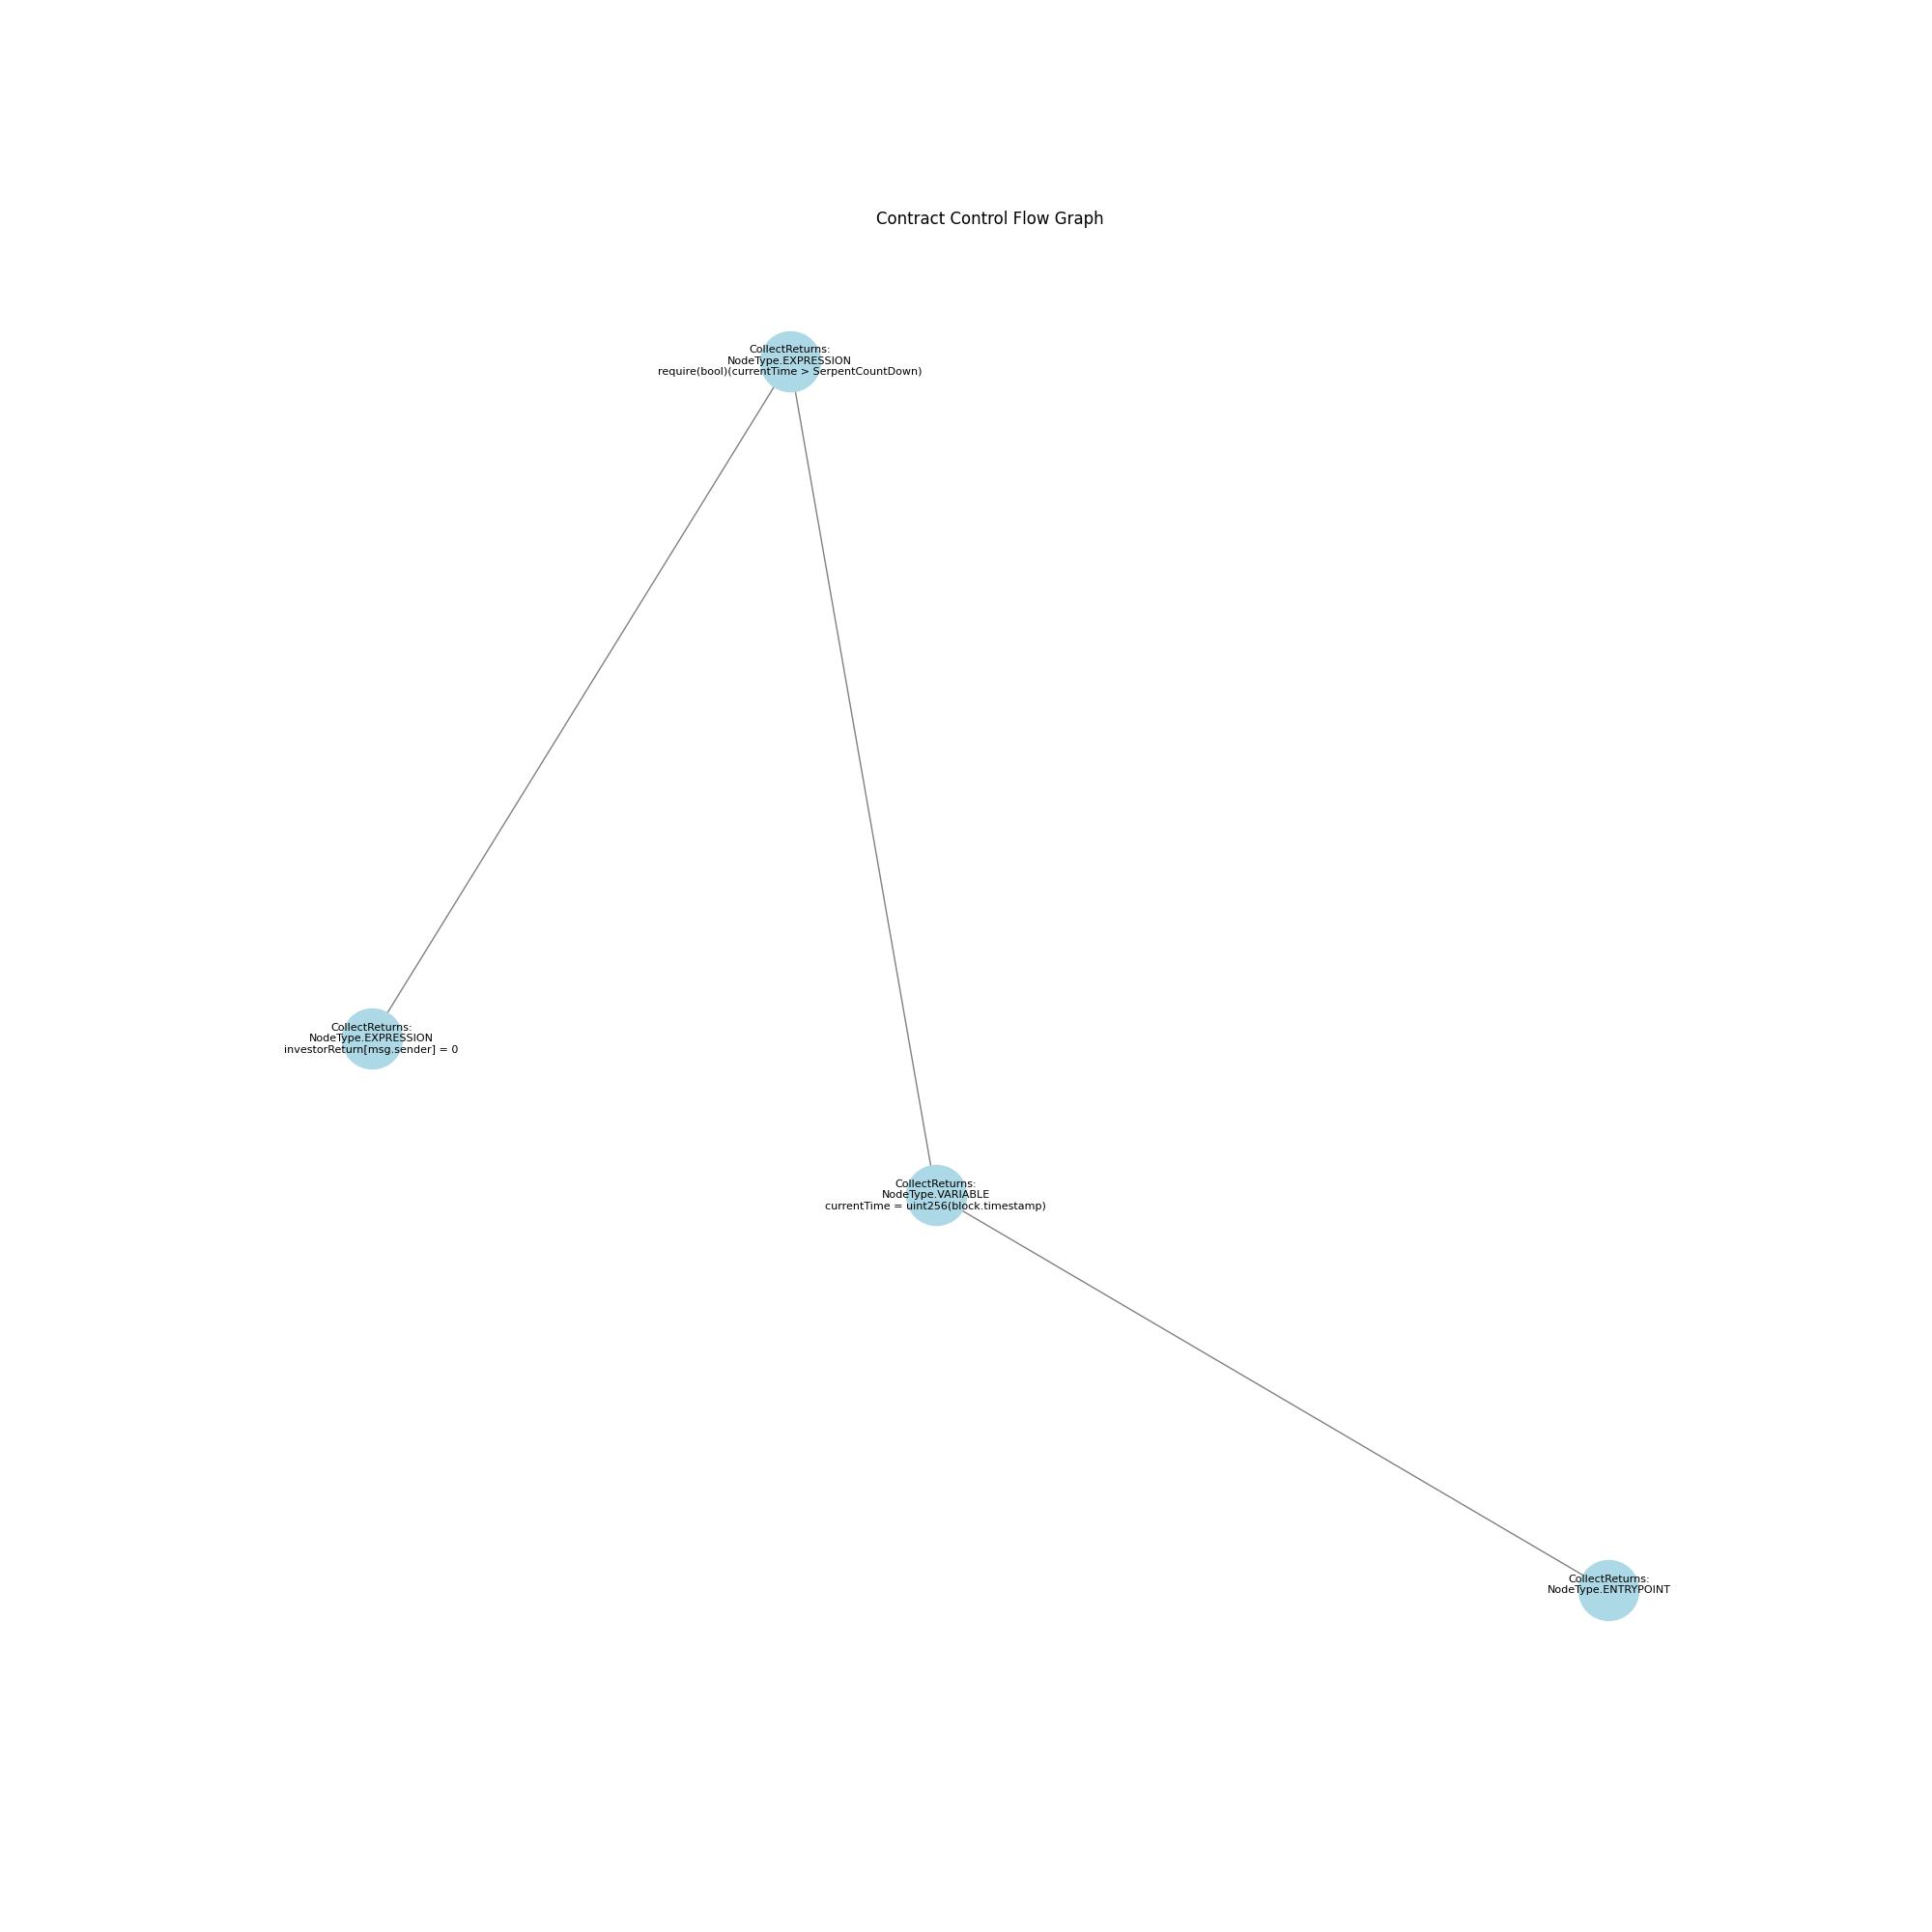 Contract Control Flow Graph
CollectReturns:
NodeType.EXPRESSION
require(bool)(currentTime > SerpentCountDown)
CollectReturns:
NodeType.EXPRESSION
investorReturn[msg.sender] = 0
CollectReturns:
NodeType.VARIABLE
currentTime = uint256(block.timestamp)
CollectReturns:
NodeType.ENTRYPOINT